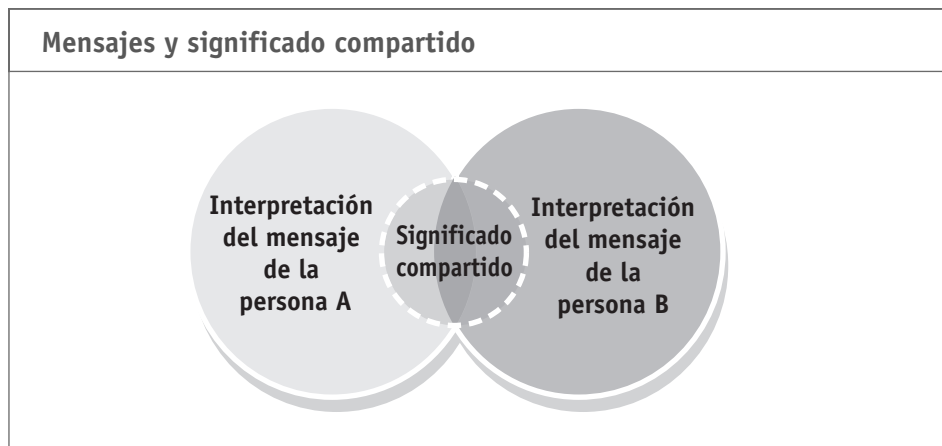 Mensajes y significado compartido
Interpretación
del mensaje
de la
persona A
Significado
compartido
Interpretación
del mensaje
de la
persona B